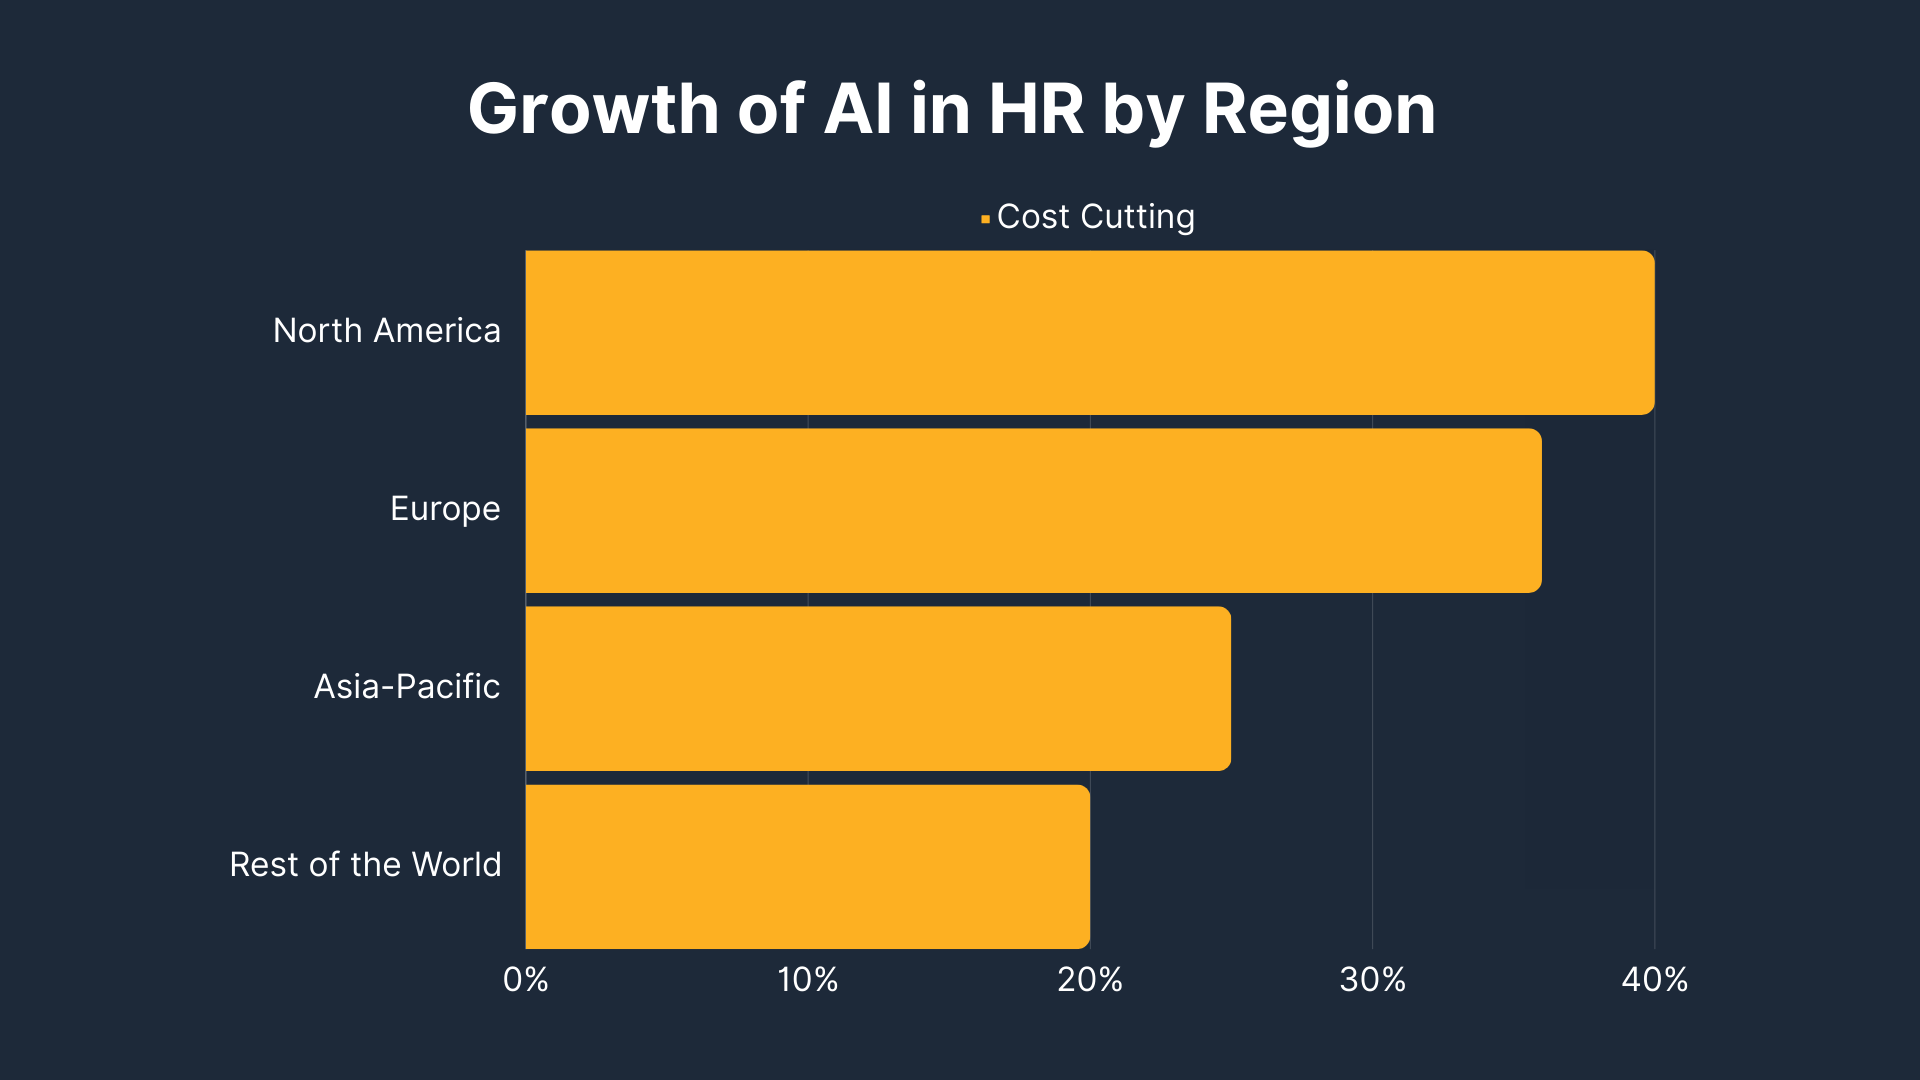 Growth of AI in HR by Region
Cost Cutting
North America
Europe
Asia-Pacific
Rest of the World
0% 10% 20% 30% 40%